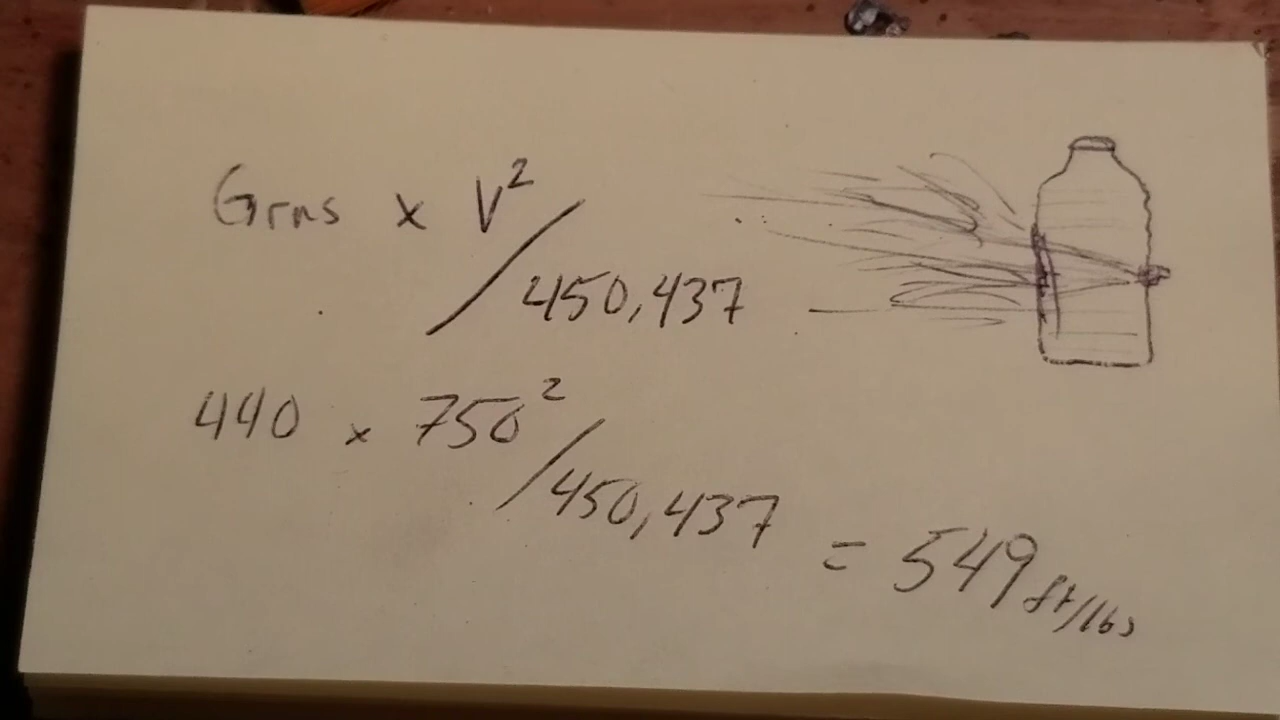 Grns x V²
/450,437
440 x 750²
/450,437
= 549 ft/lbs